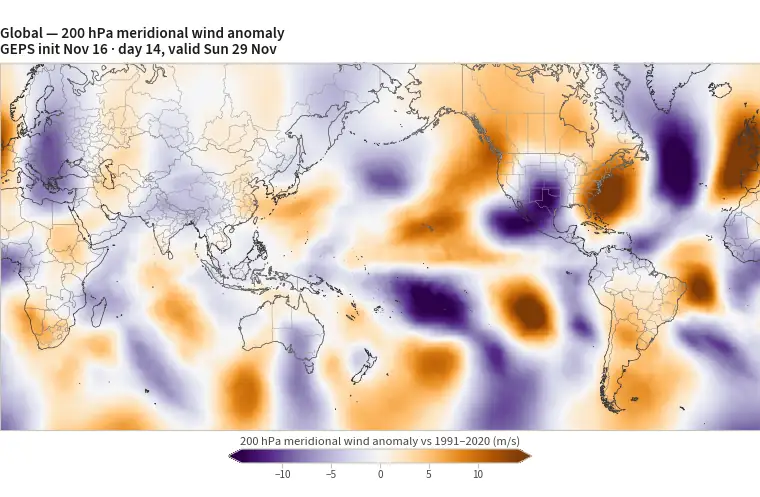 Global — 200 hPa meridional wind anomaly
GEPS init Nov 16 · day 14, valid Sun 29 Nov
200 hPa meridional wind anomaly vs 1991–2020 (m/s)
−10 −5 0 5 10